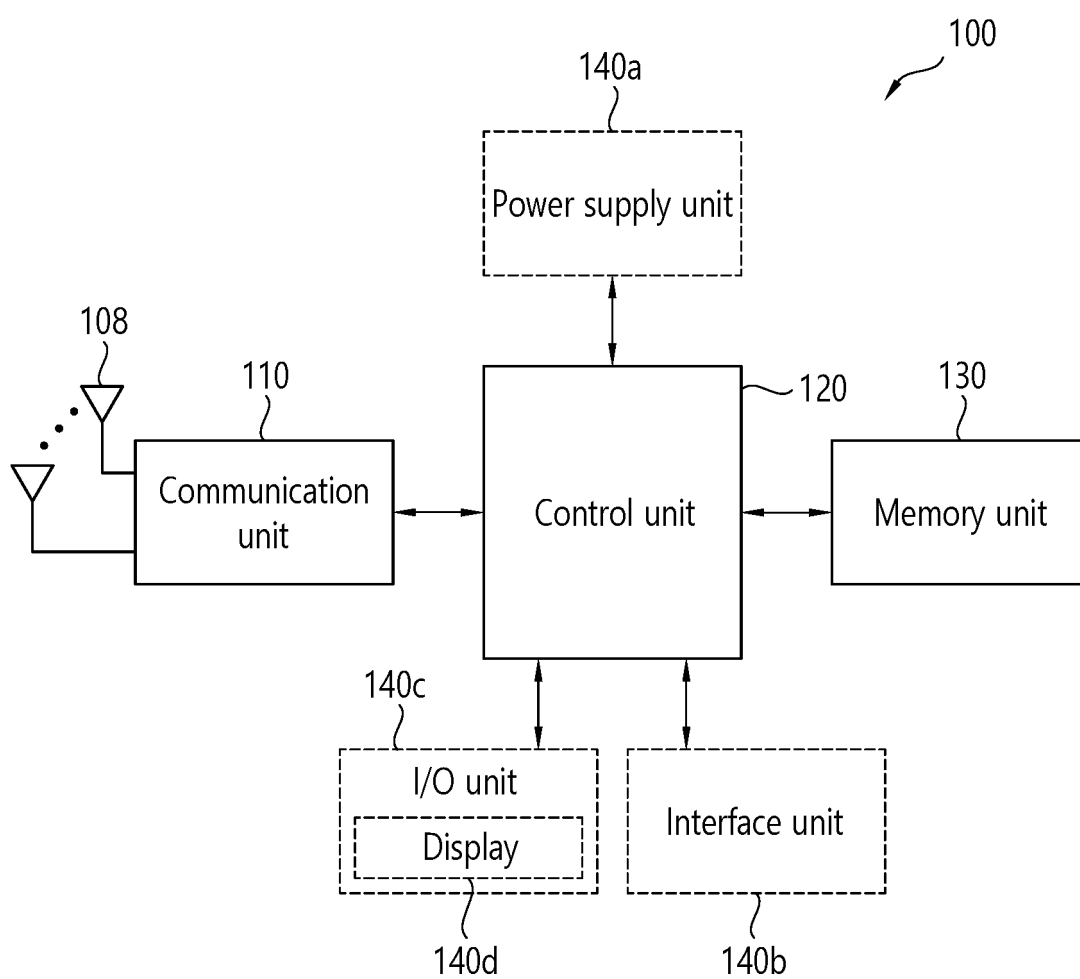 100
140a
Power supply unit
108
110
120
130
Communication
unit
Control unit
Memory unit
140c
I/O unit
Display
Interface unit
140d
140b